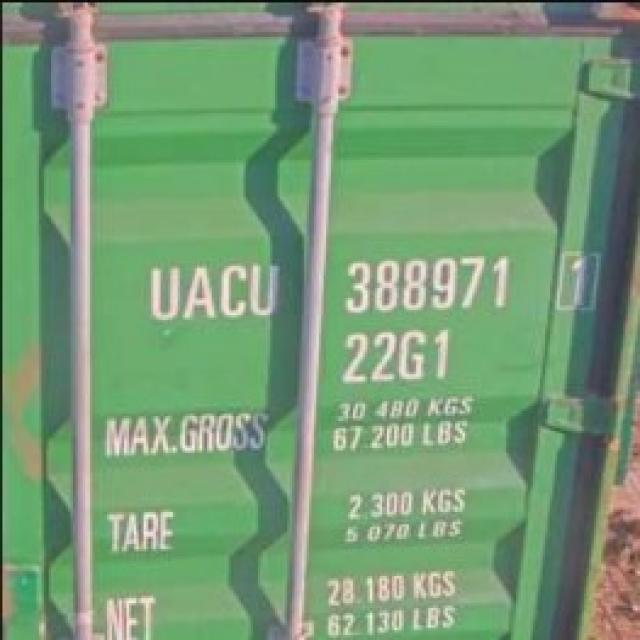 UACU 388971 1
22G1
MAX.GROSS 30 480 KGS
67 200 LBS
TARE 2 300 KGS
5 070 LBS
NET 28 180 KGS
62 130 LBS